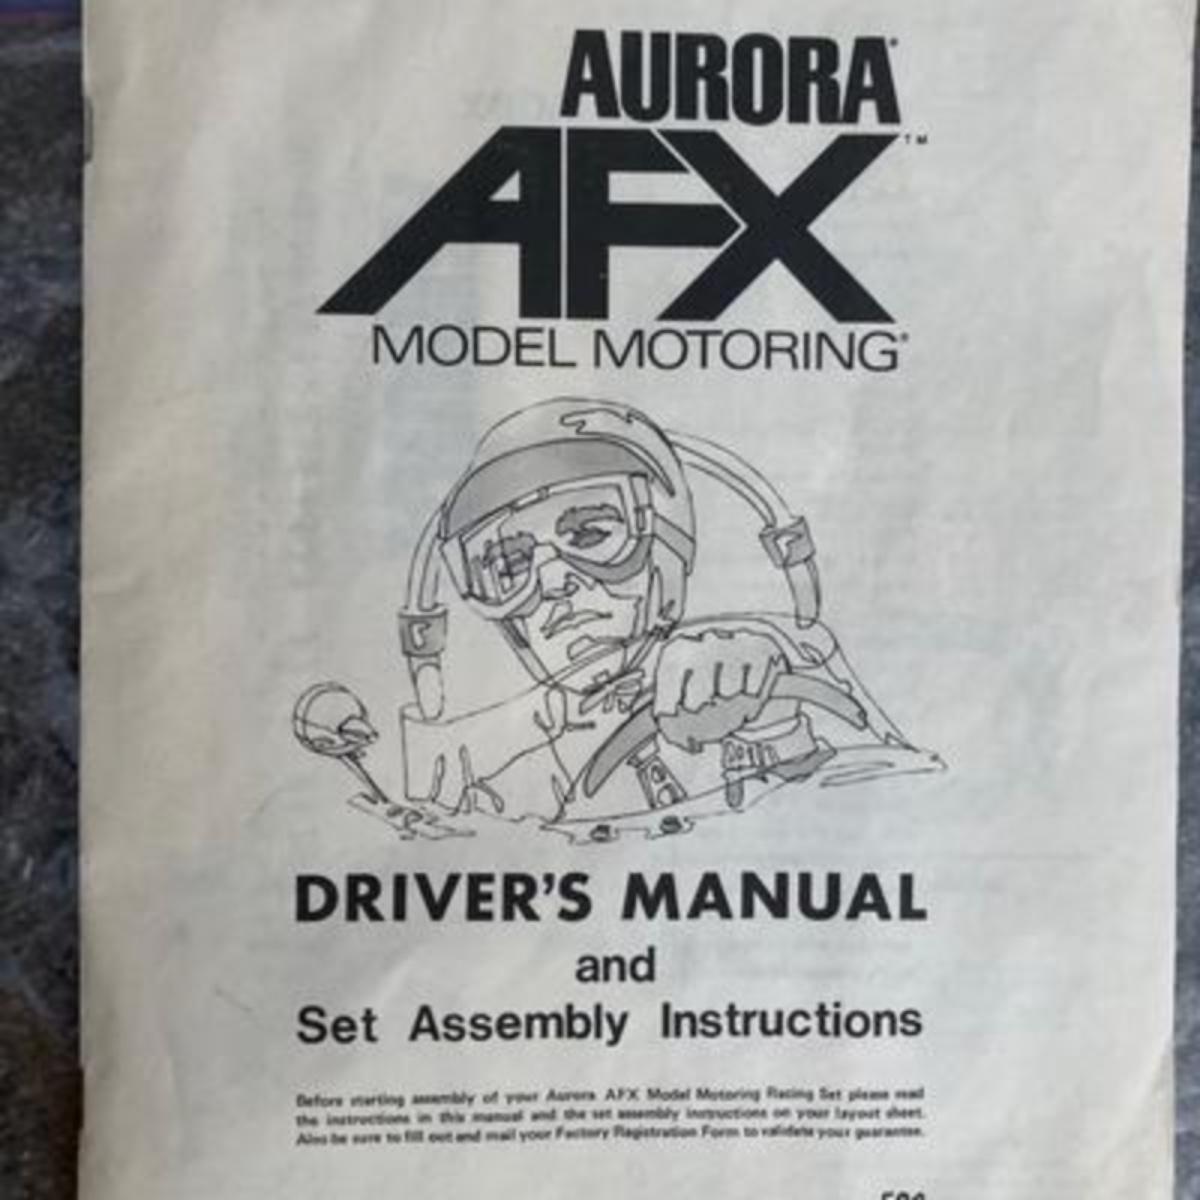 AURORA®
AFX™
MODEL MOTORING®
DRIVER'S MANUAL
and
Set Assembly Instructions
Before starting assembly of your Aurora AFX Model Motoring Racing Set please read
the instructions in this manual and the set assembly instructions on your layout sheet.
Also be sure to fill out and mail your Factory Registration Form to validate your guarantee.